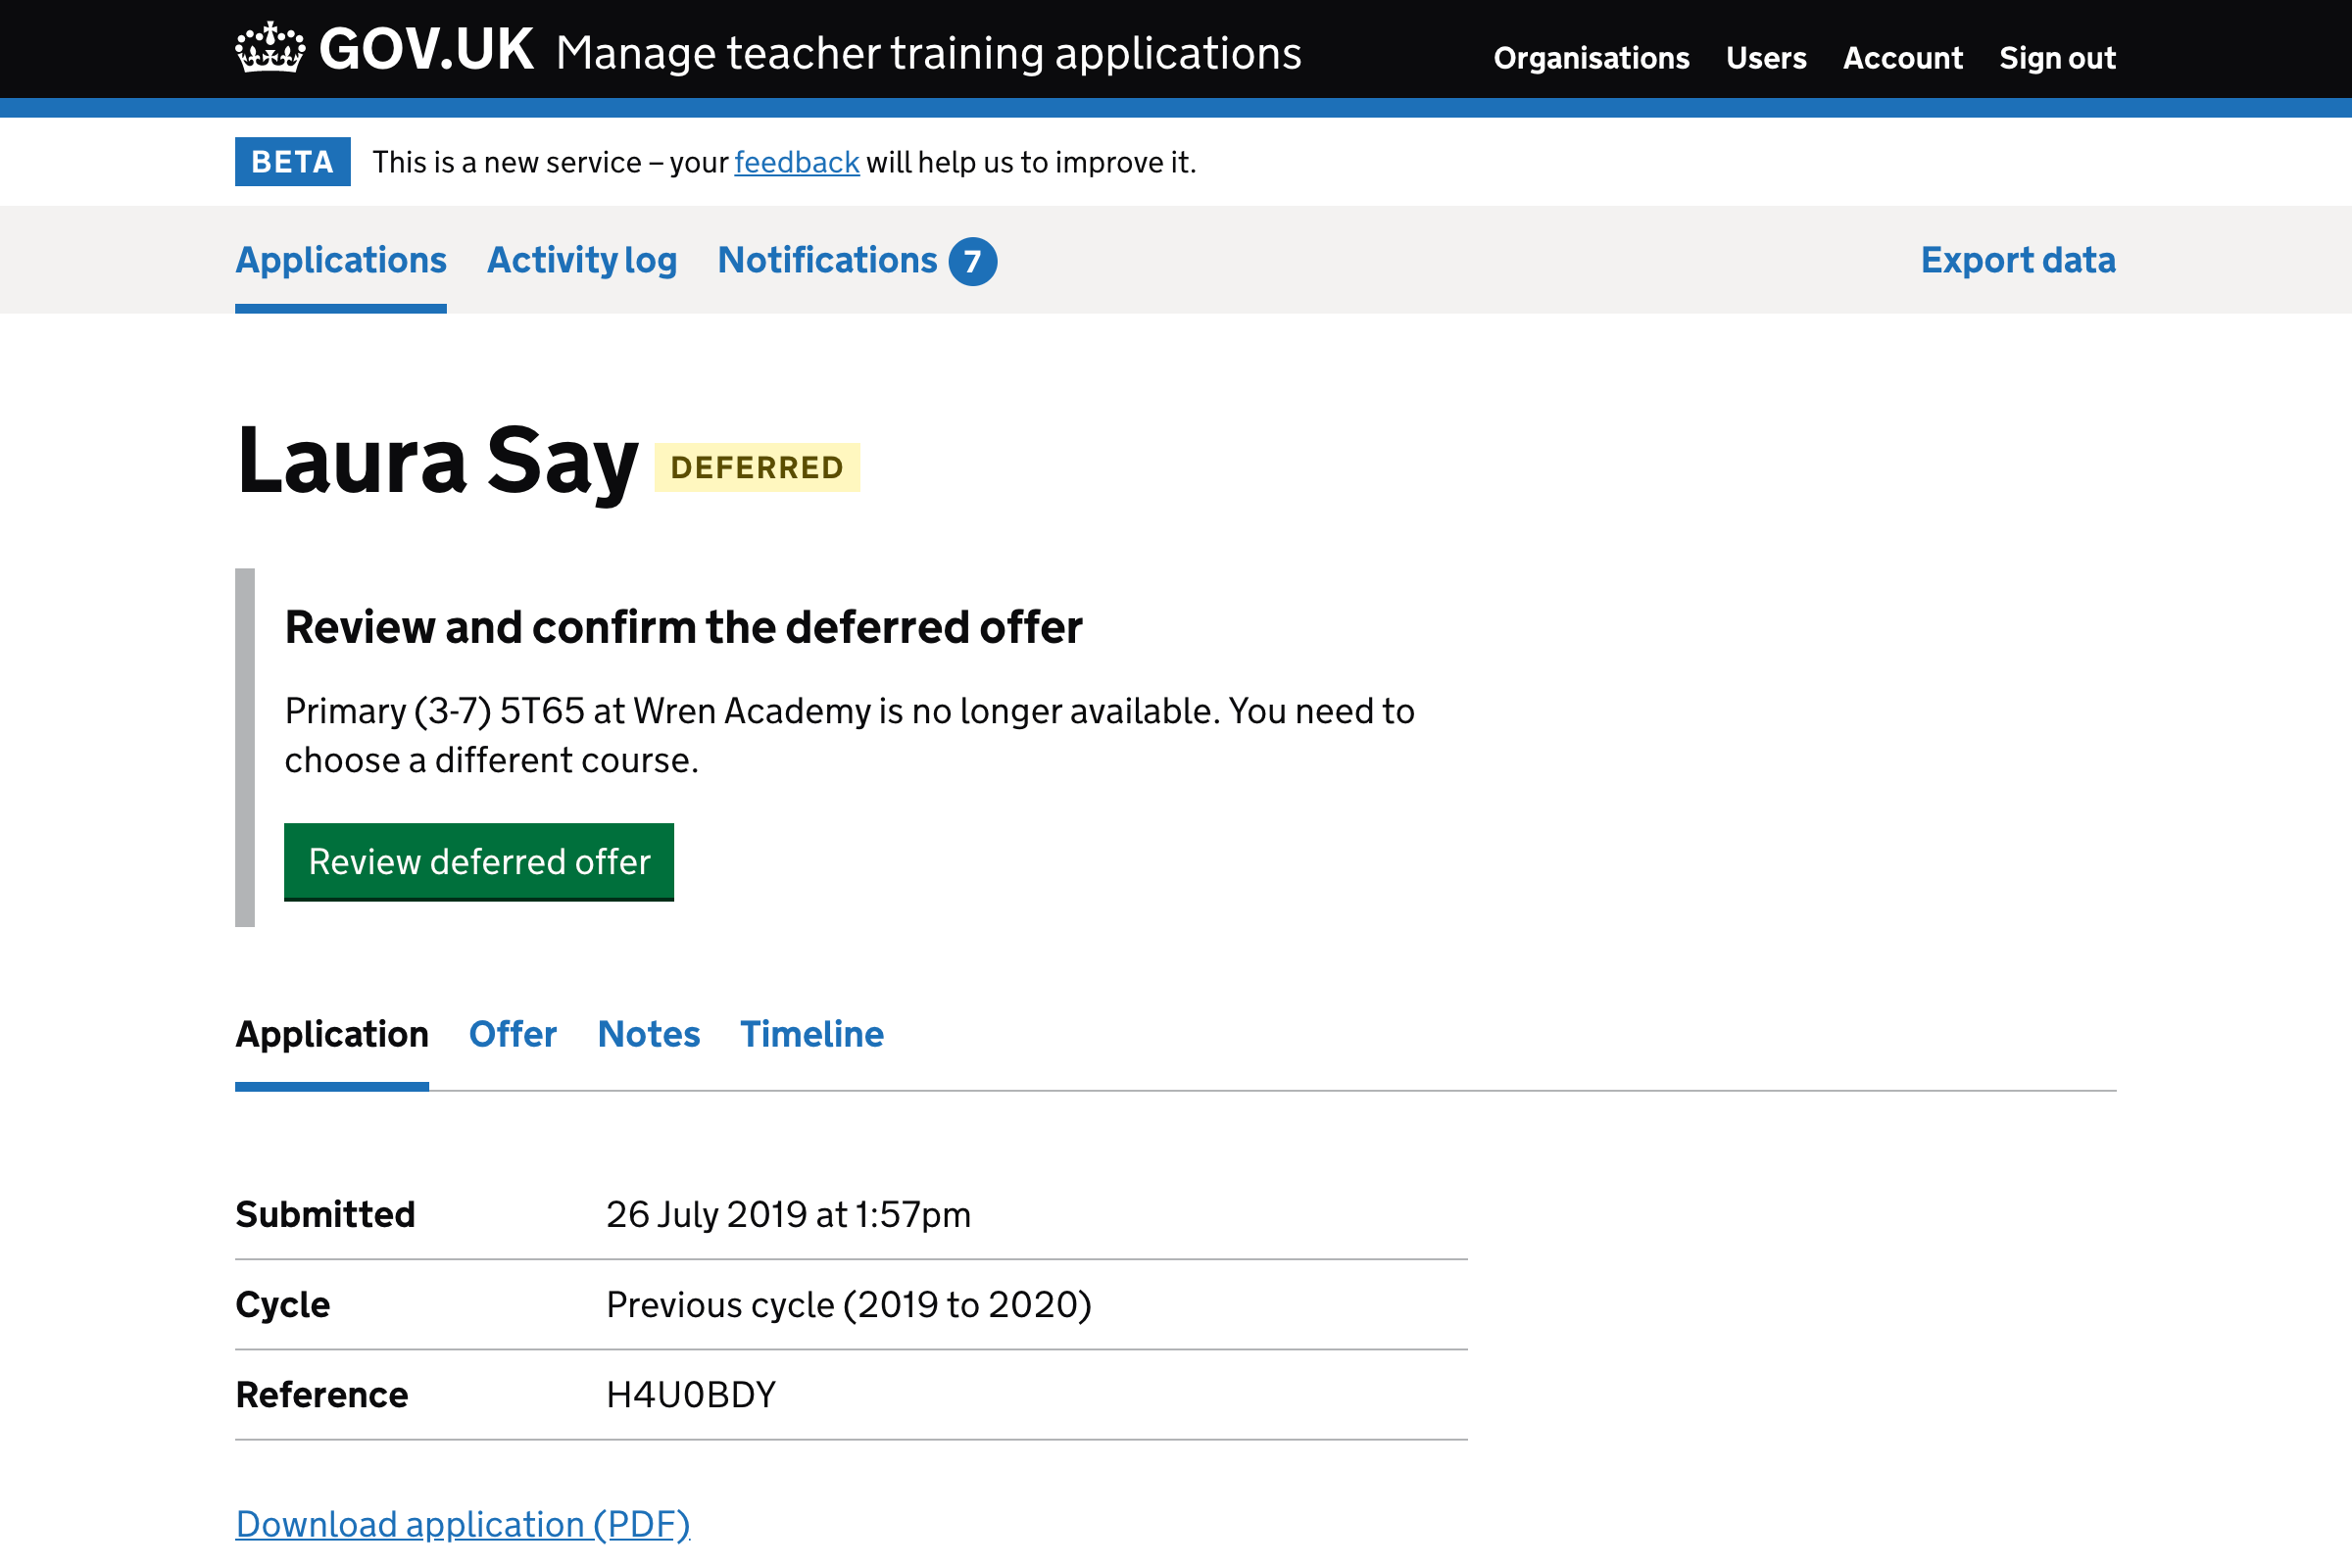 GOV.UK Manage teacher training applications Organisations Users Account Sign out
BETA This is a new service – your feedback will help us to improve it.
Applications Activity log Notifications 7 Export data
Laura Say DEFERRED
Review and confirm the deferred offer
Primary (3-7) 5T65 at Wren Academy is no longer available. You need to
choose a different course.
Review deferred offer
Application Offer Notes Timeline
Submitted 26 July 2019 at 1:57pm
Cycle Previous cycle (2019 to 2020)
Reference H4U0BDY
Download application (PDF)